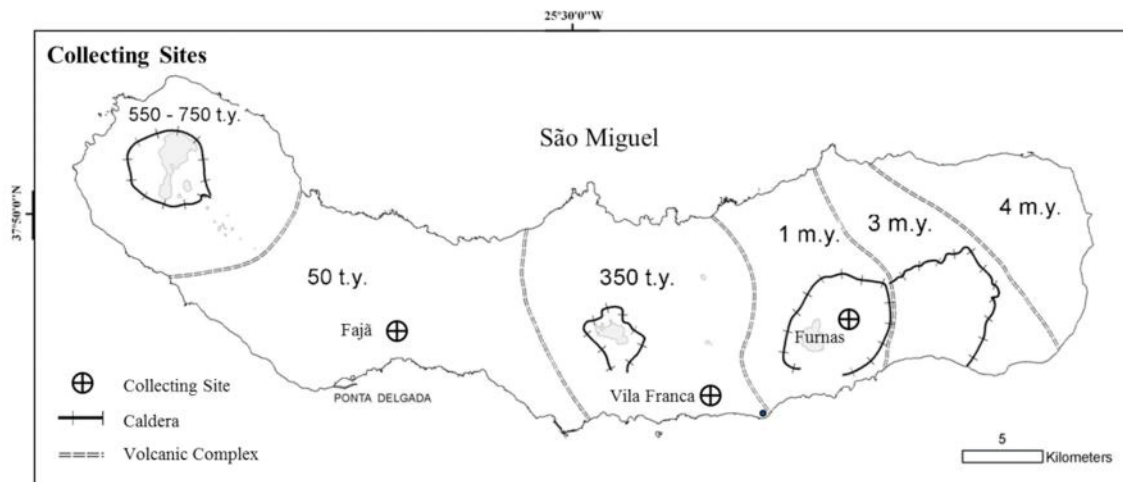 25°30'0"W
Collecting Sites
550 - 750 t.y.
São Miguel
37°50'0"N
4 m.y.
3 m.y.
1 m.y.
50 t.y.
350 t.y.
Fajã
Furnas
Collecting Site
Vila Franca
PONTA DELGADA
Caldera
5
Volcanic Complex
Kilometers